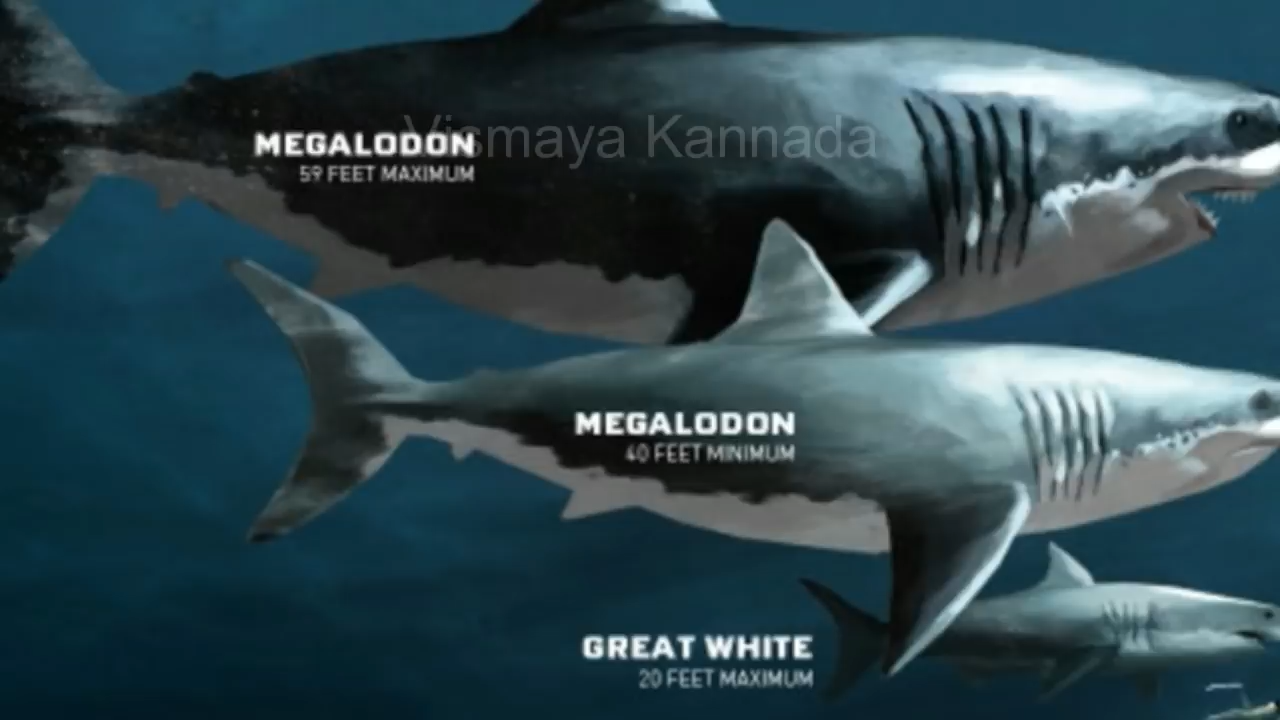 Vismaya Kannada
MEGALODON
59 FEET MAXIMUM
MEGALODON
40 FEET MINIMUM
GREAT WHITE
20 FEET MAXIMUM